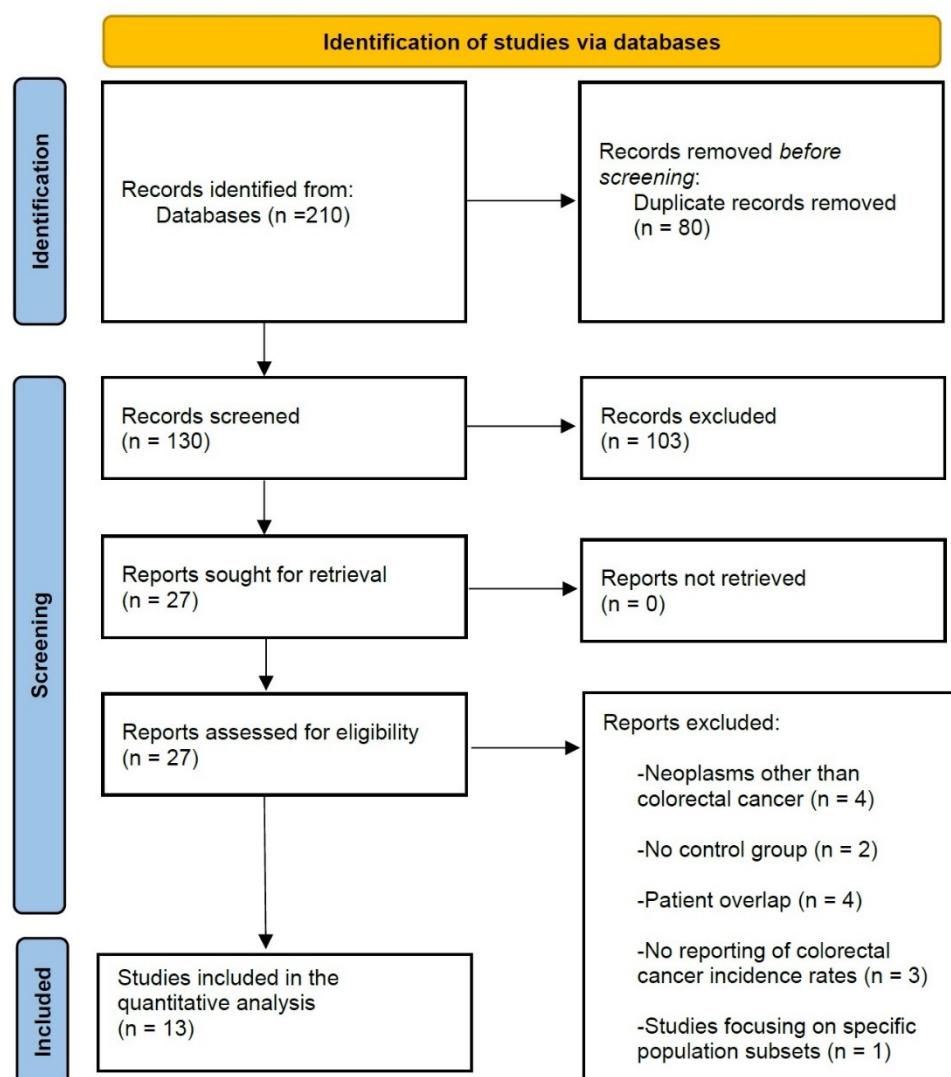 Identification of studies via databases
Identification
Records identified from:
Databases (n =210)
Records removed before
screening:
Duplicate records removed
(n = 80)
Screening
Records screened
(n = 130)
Records excluded
(n = 103)
Reports sought for retrieval
(n = 27)
Reports not retrieved
(n = 0)
Reports assessed for eligibility
(n = 27)
Reports excluded:
-Neoplasms other than
colorectal cancer (n = 4)
-No control group (n = 2)
-Patient overlap (n = 4)
-No reporting of colorectal
cancer incidence rates (n = 3)
-Studies focusing on specific
population subsets (n = 1)
Included
Studies included in the
quantitative analysis
(n = 13)